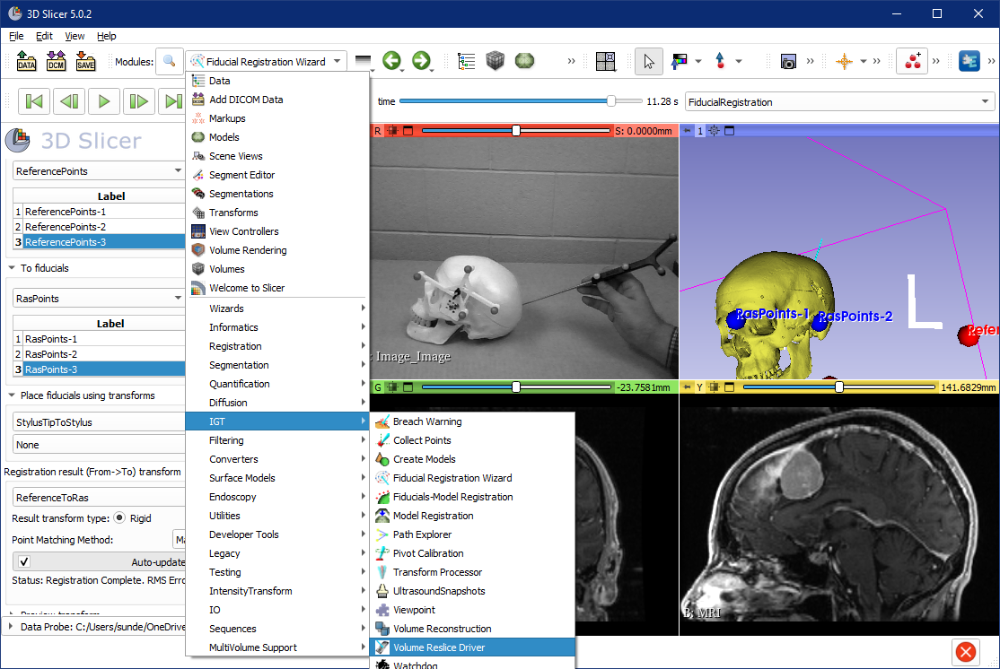 3D Slicer 5.0.2
File Edit View Help
DATA DCM SAVE Modules: Fiducial Registration Wizard
time 11.28 s FiducialRegistration
3D Slicer
ReferencePoints
Label
1 ReferencePoints-1
2 ReferencePoints-2
3 ReferencePoints-3
To fiducials
RasPoints
Label
1 RasPoints-1
2 RasPoints-2
3 RasPoints-3
Place fiducials using transforms
StylusTipToStylus
None
Registration result (From->To) transform
ReferenceToRas
Result transform type: Rigid
Point Matching Method: Ma
Auto-update
Status: Registration Complete. RMS Erro
Preview transform
Data Probe: C:/Users/sunde/OneDrive
Data
Add DICOM Data
Markups
Models
Scene Views
Segment Editor
Segmentations
Transforms
View Controllers
Volume Rendering
Volumes
Welcome to Slicer
Wizards
Informatics
Registration
Segmentation
Quantification
Diffusion
IGT
Filtering
Converters
Surface Models
Endoscopy
Utilities
Developer Tools
Legacy
Testing
IntensityTransform
IO
Sequences
MultiVolume Support
Breach Warning
Collect Points
Create Models
Fiducial Registration Wizard
Fiducials-Model Registration
Model Registration
Path Explorer
Pivot Calibration
Transform Processor
UltrasoundSnapshots
Viewpoint
Volume Reconstruction
Volume Reslice Driver
Watchdog
R S: 0.0000mm
: Image_Image
1
RasPoints-1
RasPoints-2
Refer
L
G -23.7581mm
Y 141.6829mm
B: MRI